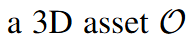 a 3D asset 𝒪